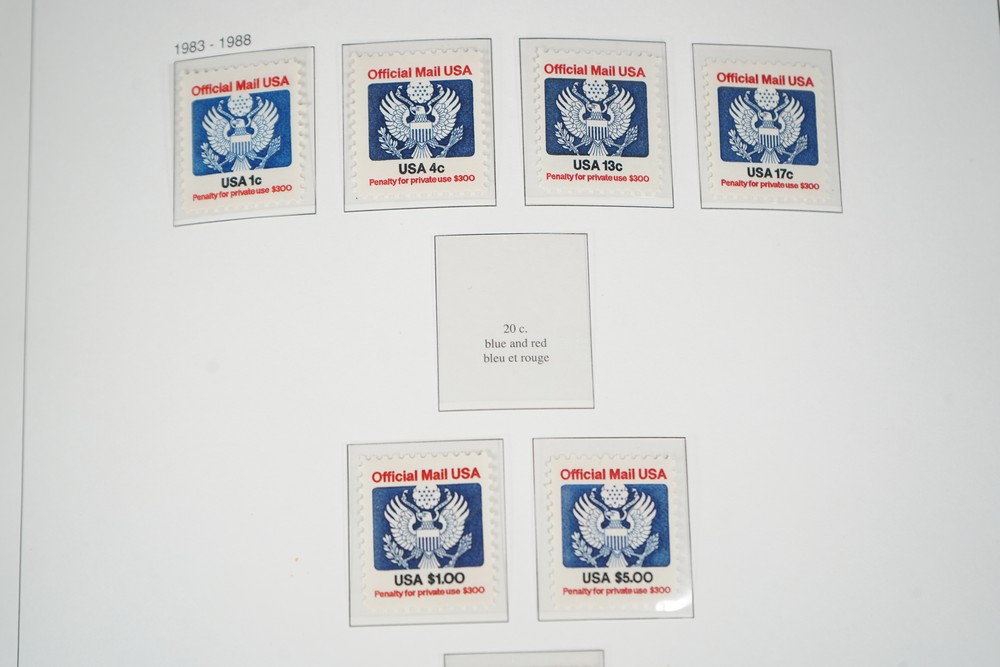 1983 - 1988
Official Mail USA
USA 1c
Penalty for private use $300
Official Mail USA
USA 4c
Penalty for private use $300
Official Mail USA
USA 13c
Penalty for private use $300
Official Mail USA
USA 17c
Penalty for private use $300
20 c.
blue and red
bleu et rouge
Official Mail USA
USA $1.00
Penalty for private use $300
Official Mail USA
USA $5.00
Penalty for private use $300